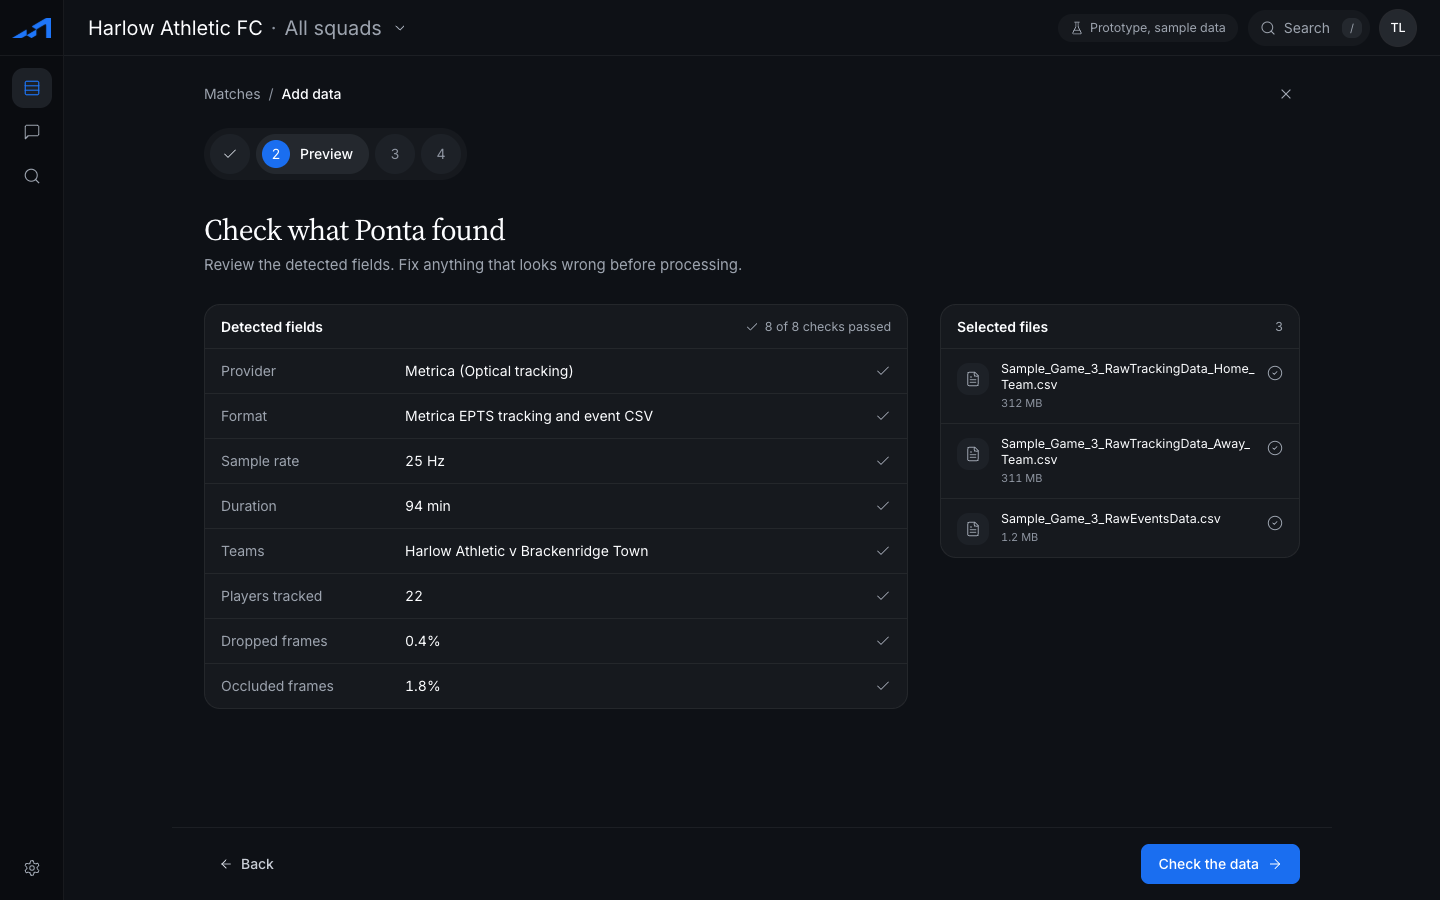 Harlow Athletic FC · All squads
Prototype, sample data
Search /
TL
Matches / Add data
2 Preview 3 4
Check what Ponta found
Review the detected fields. Fix anything that looks wrong before processing.
Detected fields
8 of 8 checks passed
Provider Metrica (Optical tracking)
Format Metrica EPTS tracking and event CSV
Sample rate 25 Hz
Duration 94 min
Teams Harlow Athletic v Brackenridge Town
Players tracked 22
Dropped frames 0.4%
Occluded frames 1.8%
Selected files 3
Sample_Game_3_RawTrackingData_Home_
Team.csv
312 MB
Sample_Game_3_RawTrackingData_Away_
Team.csv
311 MB
Sample_Game_3_RawEventsData.csv
1.2 MB
Back
Check the data